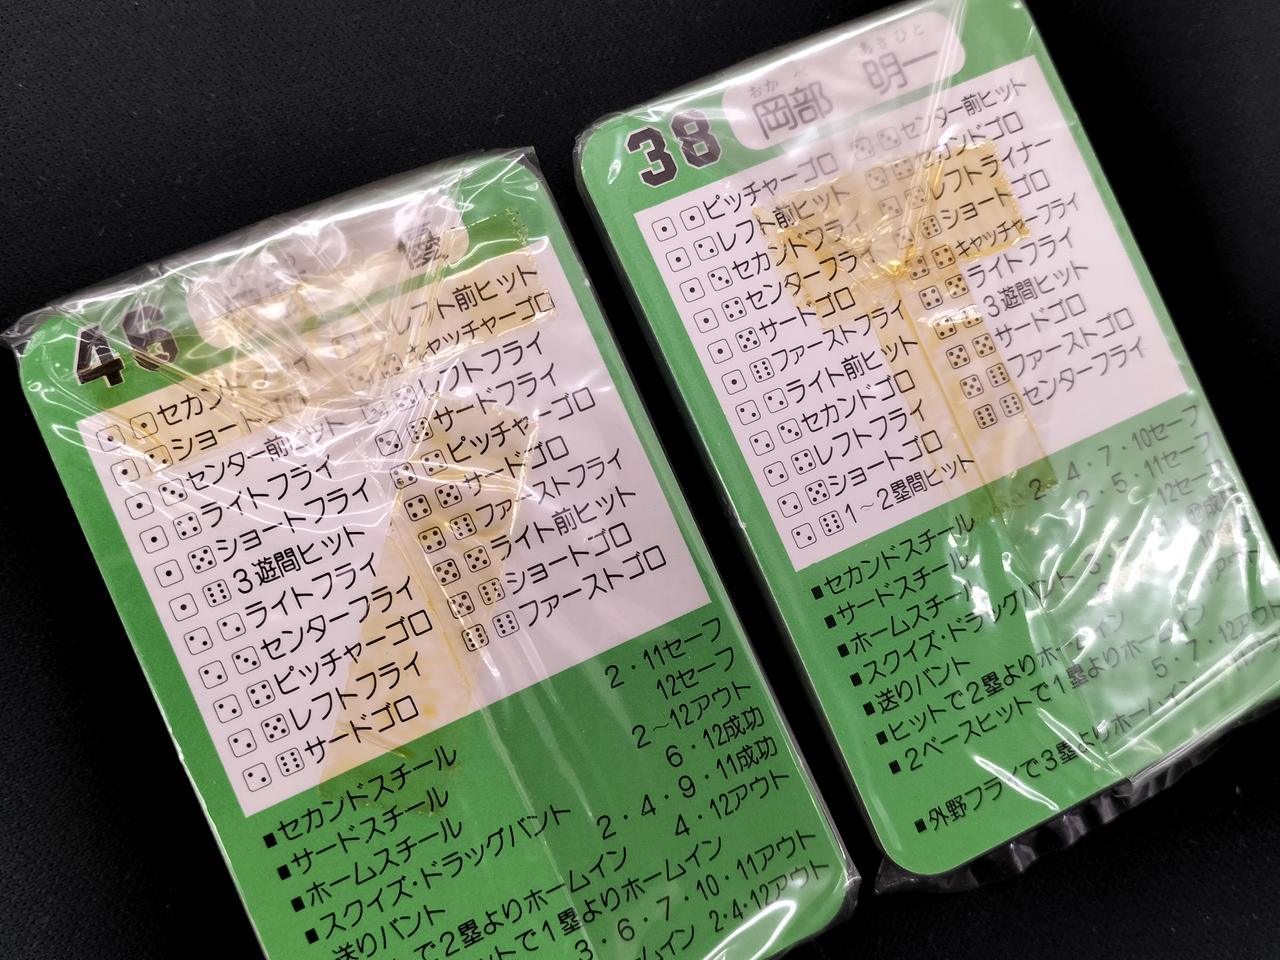 46
ショートゴロ
センター前ヒット
ライトフライ
ショートフライ
3遊間ヒット
ライトフライ
センターフライ
ピッチャーゴロ
レフトフライ
サードゴロ
レフト前ヒット
キャッチャーゴロ
レフトフライ
サードフライ
ピッチャーゴロ
サードゴロ
ファーストフライ
ライト前ヒット
ショートゴロ
ファーストゴロ
■セカンドスチール 2・11セーフ
■サードスチール 12セーフ
■ホームスチール 2～12アウト
■スクイズ・ドラッグバント 6・12成功
送りバント 2・4・9・11成功
で2塁よりホームイン 4・12アウト
ットで1塁よりホームイン
3・6・7・10・11アウト
ームイン 2・4・12アウト
38
おか べ あきひと
岡部 明一
ピッチャーゴロ
レフト前ヒット
セカンドフライ
センターフライ
サードゴロ
ファーストフライ
ライト前ヒット
セカンドゴロ
レフトフライ
ショートゴロ
1～2塁間ヒット
センター前ヒット
セカンドゴロ
レフトライナー
ショートゴロ
キャッチャーフライ
ライトフライ
3遊間ヒット
サードゴロ
ファーストゴロ
センターフライ
■セカンドスチール 2・4・7・10セーフ
■サードスチール 2・5・11セーフ
■ホームスチール 12セーフ
■スクイズ・ドラッグバント
■送りバント
■ヒットで2塁よりホームイン
■2ベースヒットで1塁よりホームイン
5・7・12アウト
■外野フライで3塁よりホームイン